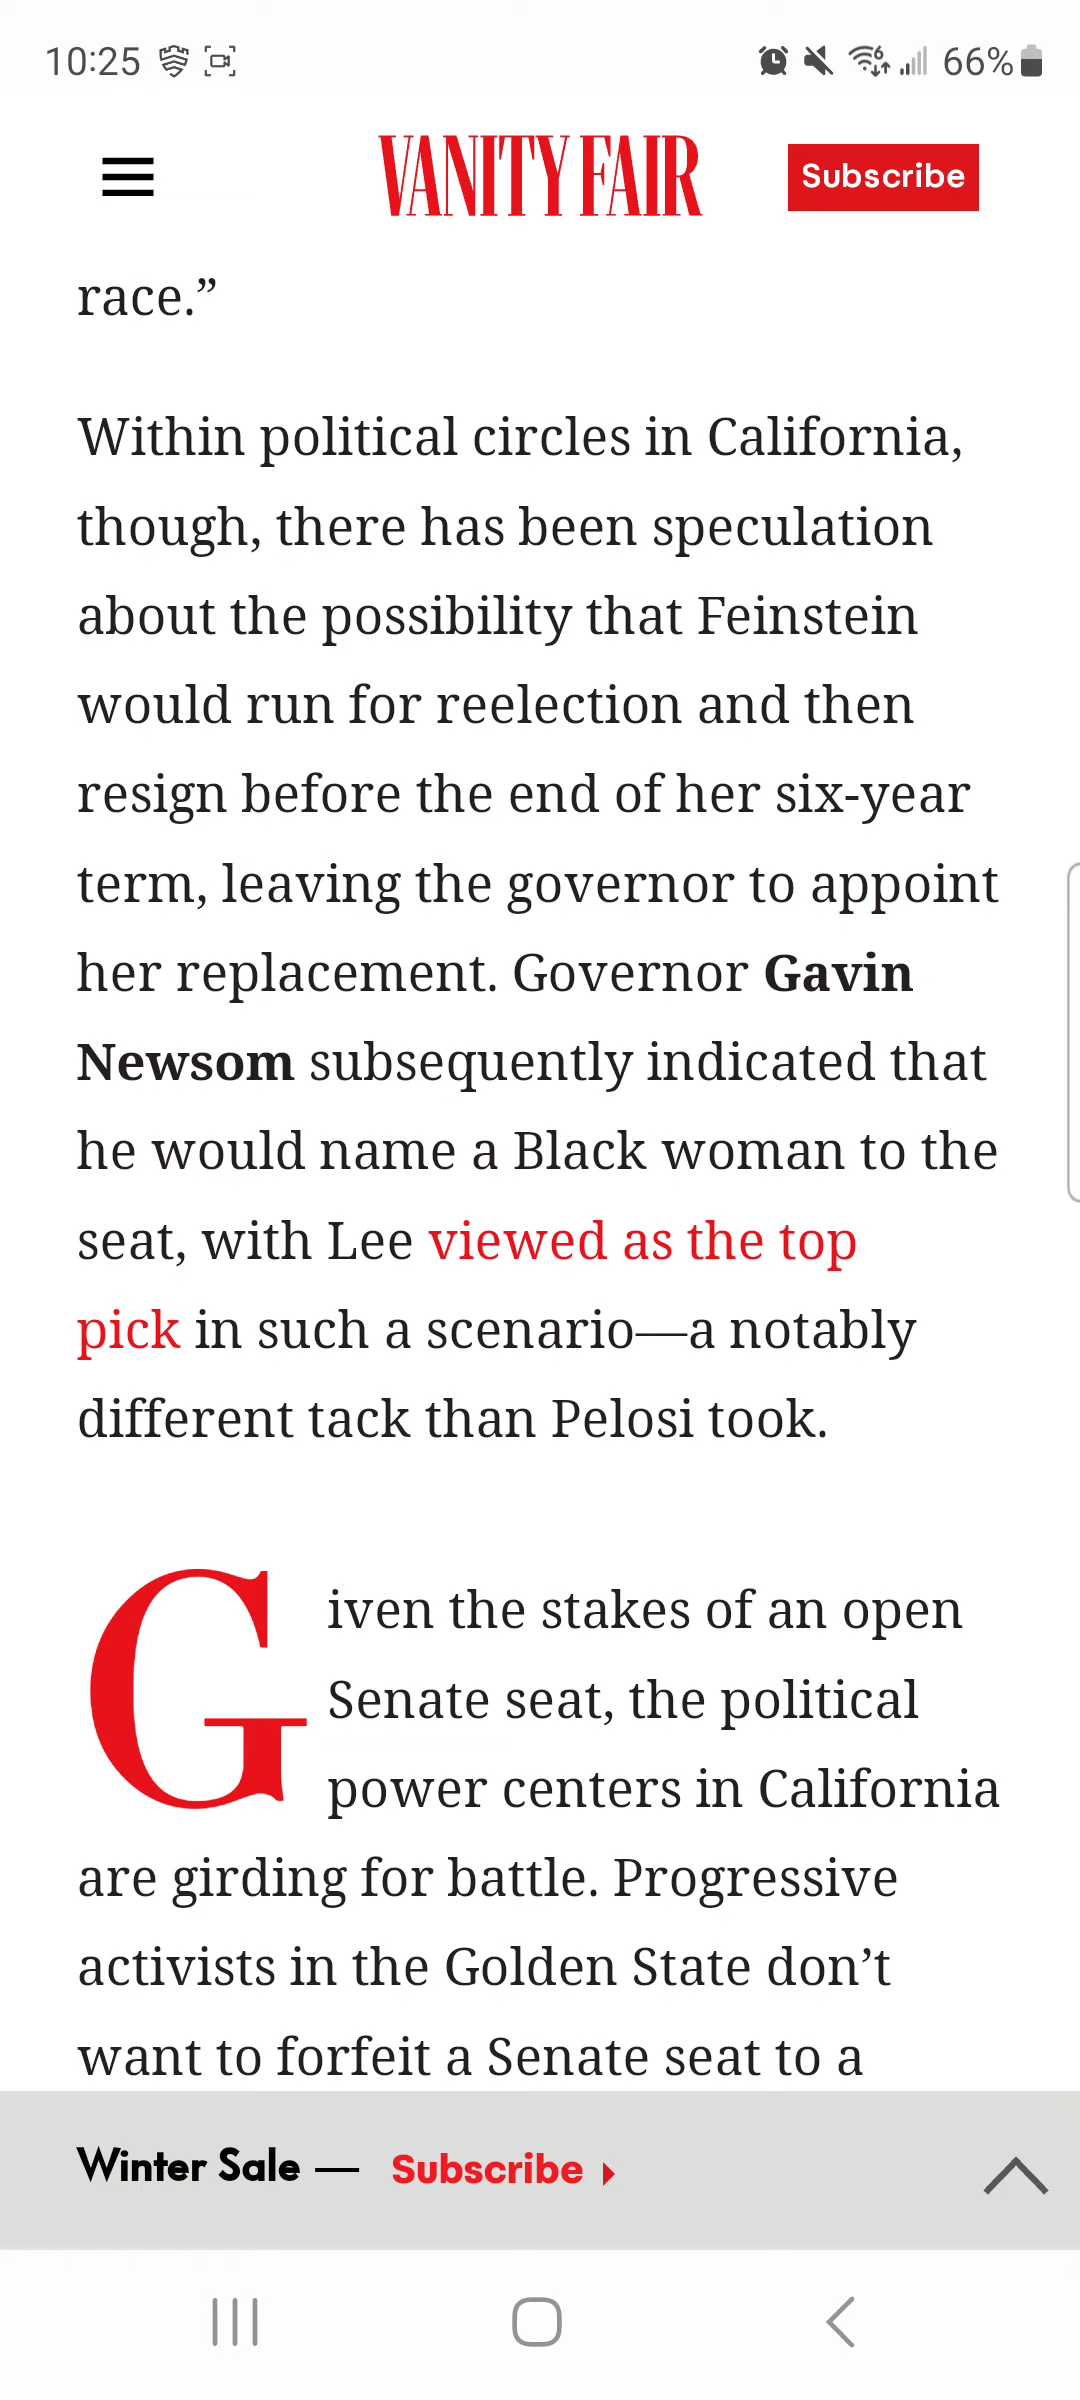 10:25
66%
VANITY FAIR
Subscribe
race.”
Within political circles in California,
though, there has been speculation
about the possibility that Feinstein
would run for reelection and then
resign before the end of her six-year
term, leaving the governor to appoint
her replacement. Governor Gavin
Newsom subsequently indicated that
he would name a Black woman to the
seat, with Lee viewed as the top
pick in such a scenario—a notably
different tack than Pelosi took.
Given the stakes of an open
Senate seat, the political
power centers in California
are girding for battle. Progressive
activists in the Golden State don’t
want to forfeit a Senate seat to a
Winter Sale — Subscribe